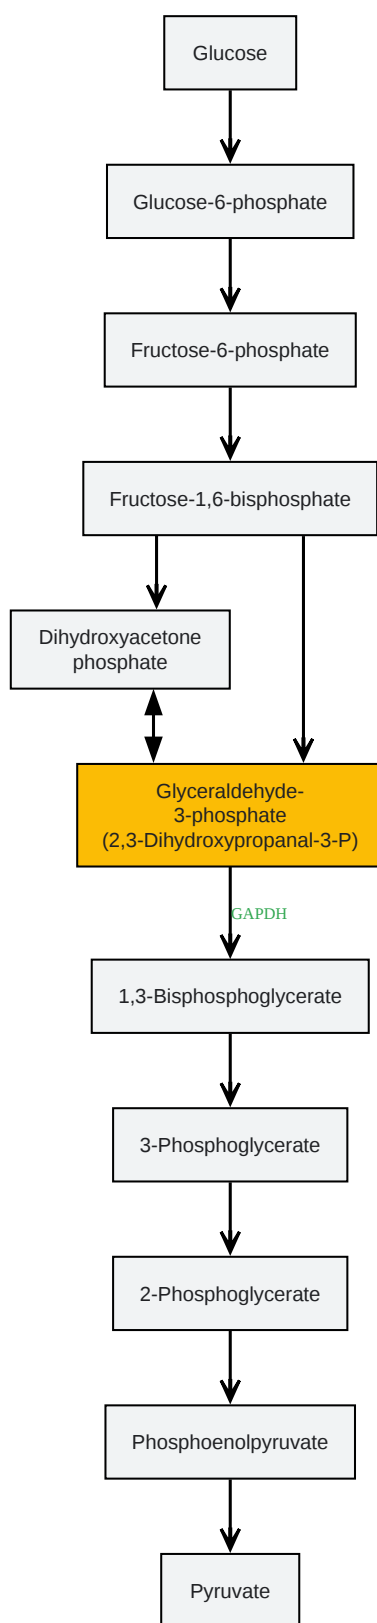 Glucose
Glucose-6-phosphate
Fructose-6-phosphate
Fructose-1,6-bisphosphate
Dihydroxyacetone
phosphate
Glyceraldehyde-
3-phosphate
(2,3-Dihydroxypropanal-3-P)
GAPDH
1,3-Bisphosphoglycerate
3-Phosphoglycerate
2-Phosphoglycerate
Phosphoenolpyruvate
Pyruvate